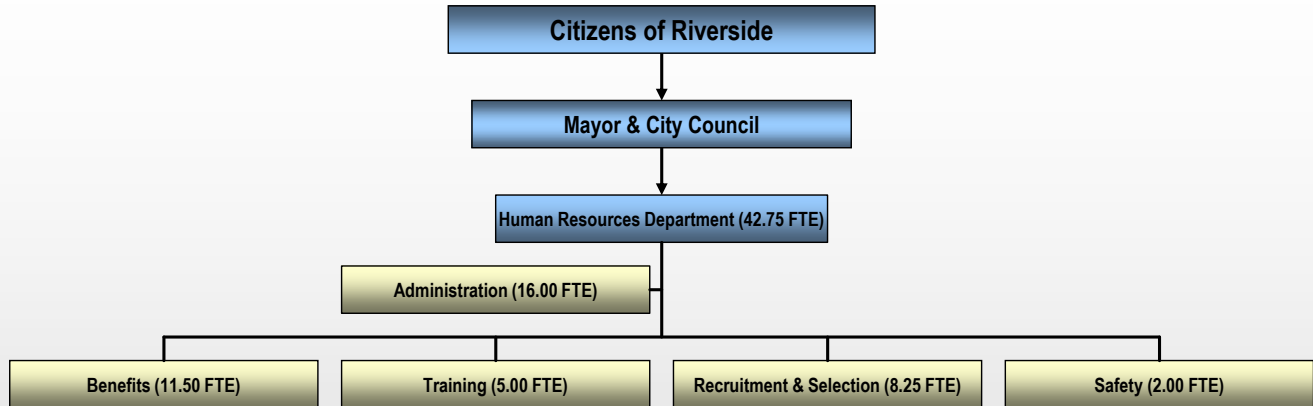 Citizens of Riverside
Mayor & City Council
Human Resources Department (42.75 FTE)
Administration (16.00 FTE)
Benefits (11.50 FTE)
Training (5.00 FTE)
Recruitment & Selection (8.25 FTE)
Safety (2.00 FTE)